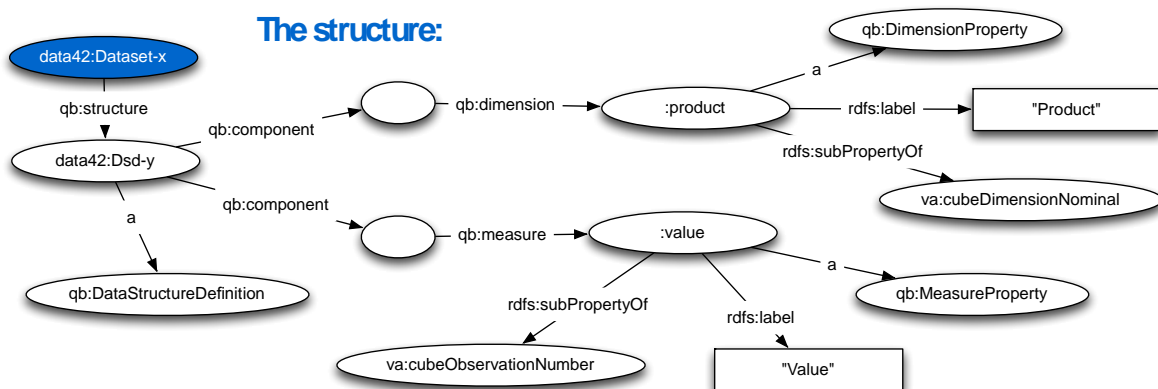 The structure:
qb:DimensionProperty
data42:Dataset-x
a
qb:structure
qb:dimension
:product
rdfs:label
"Product"
qb:component
data42:Dsd-y
rdfs:subPropertyOf
qb:component
va:cubeDimensionNominal
a
qb:measure
:value
a
qb:DataStructureDefinition
qb:MeasureProperty
rdfs:subPropertyOf
rdfs:label
va:cubeObservationNumber
"Value"